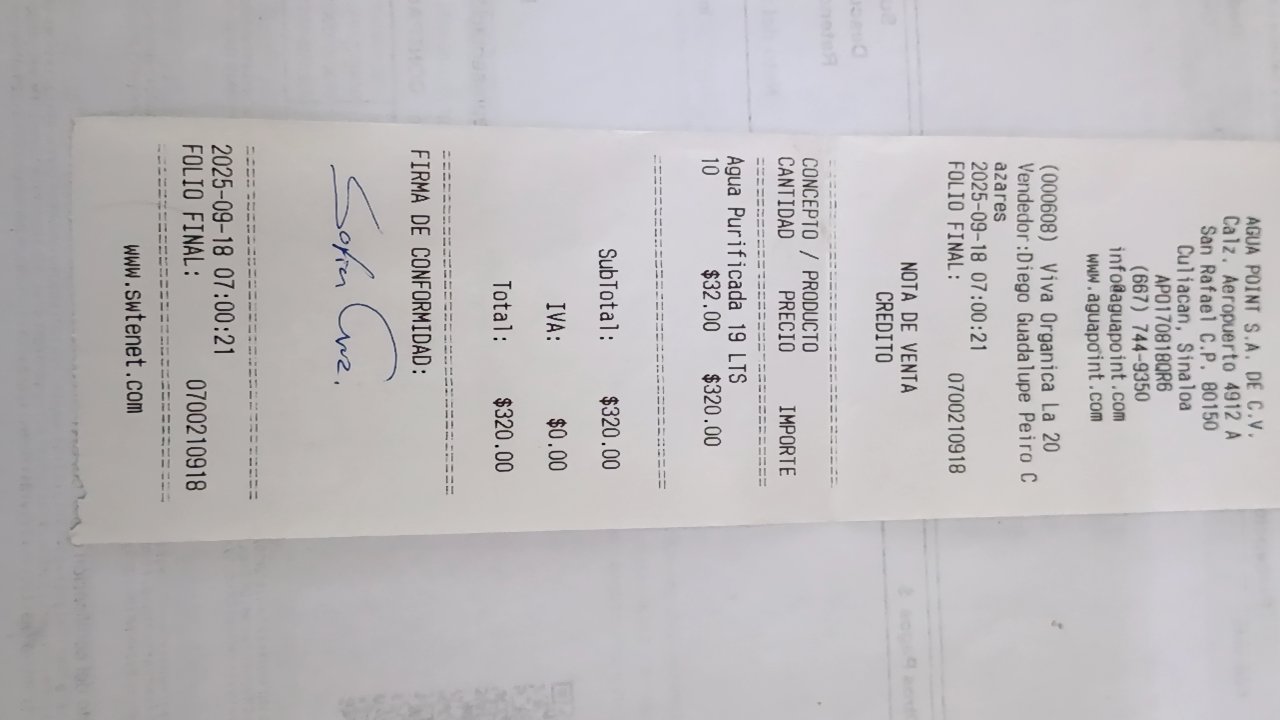 AGUA POINT S.A. DE C.V.
Calz. Aeropuerto 4912 A
San Rafael C.P. 80150
Culiacan, Sinaloa
APO170818QR6
(667) 744-9350
info@aguapoint.com
www.aguapoint.com
(000608) Viva Organica La 20
Vendedor:Diego Guadalupe Peiro C
azares
2025-09-18 07:00:21
FOLIO FINAL: 0700210918
NOTA DE VENTA
CREDITO
CONCEPTO / PRODUCTO
CANTIDAD PRECIO IMPORTE
Agua Purificada 19 LTS
10 $32.00 $320.00
SubTotal: $320.00
IVA: $0.00
Total: $320.00
FIRMA DE CONFORMIDAD:
Sofia Cruz.
2025-09-18 07:00:21
FOLIO FINAL: 0700210918
www.swtenet.com